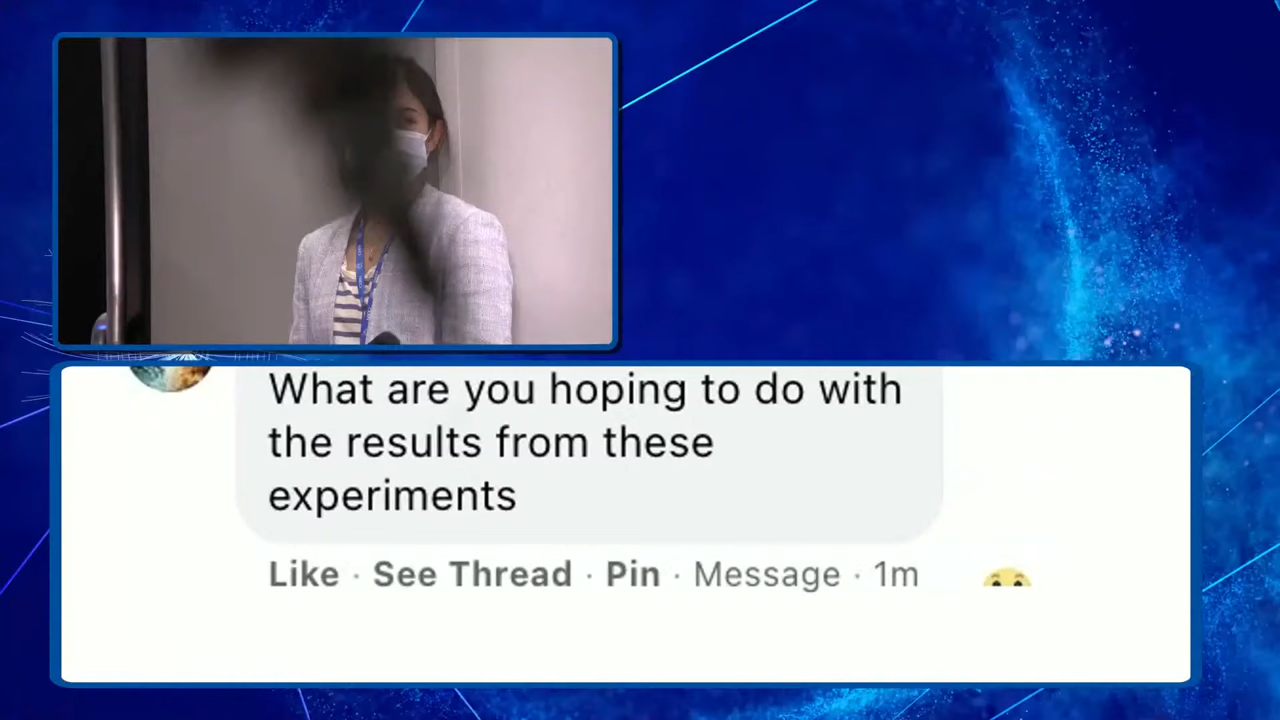 What are you hoping to do with
the results from these
experiments
Like · See Thread · Pin · Message · 1m